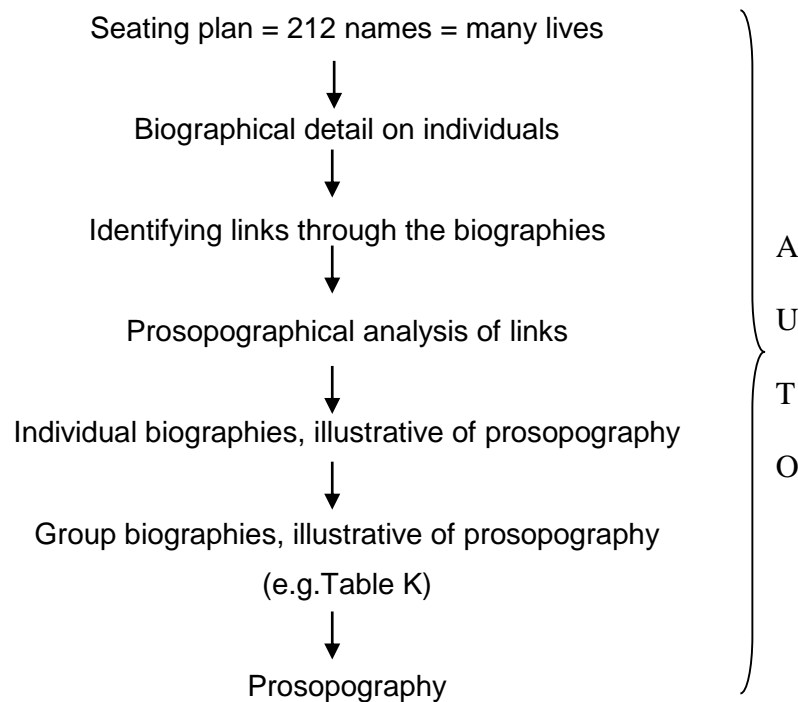 Seating plan = 212 names = many lives
Biographical detail on individuals
Identifying links through the biographies
Prosopographical analysis of links
Individual biographies, illustrative of prosopography
Group biographies, illustrative of prosopography
(e.g.Table K)
Prosopography
A
U
T
O